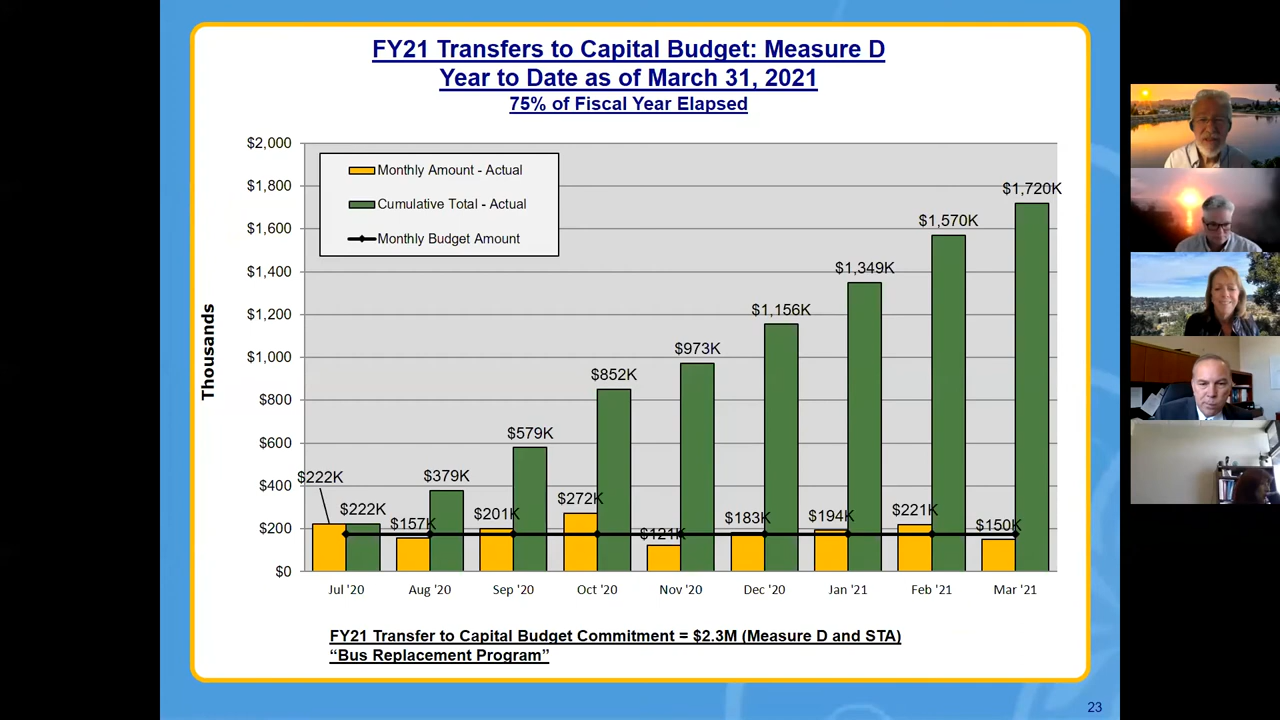 FY21 Transfers to Capital Budget: Measure D
Year to Date as of March 31, 2021
75% of Fiscal Year Elapsed
Thousands
$2,000
$1,800
$1,600
$1,400
$1,200
$1,000
$800
$600
$400
$200
$0
Monthly Amount - Actual
Cumulative Total - Actual
Monthly Budget Amount
$222K
$222K
$157K
$379K
$201K
$579K
$272K
$852K
$121K
$973K
$183K
$1,156K
$194K
$1,349K
$221K
$1,570K
$150K
$1,720K
Jul '20 Aug '20 Sep '20 Oct '20 Nov '20 Dec '20 Jan '21 Feb '21 Mar '21
FY21 Transfer to Capital Budget Commitment = $2.3M (Measure D and STA)
“Bus Replacement Program”
23